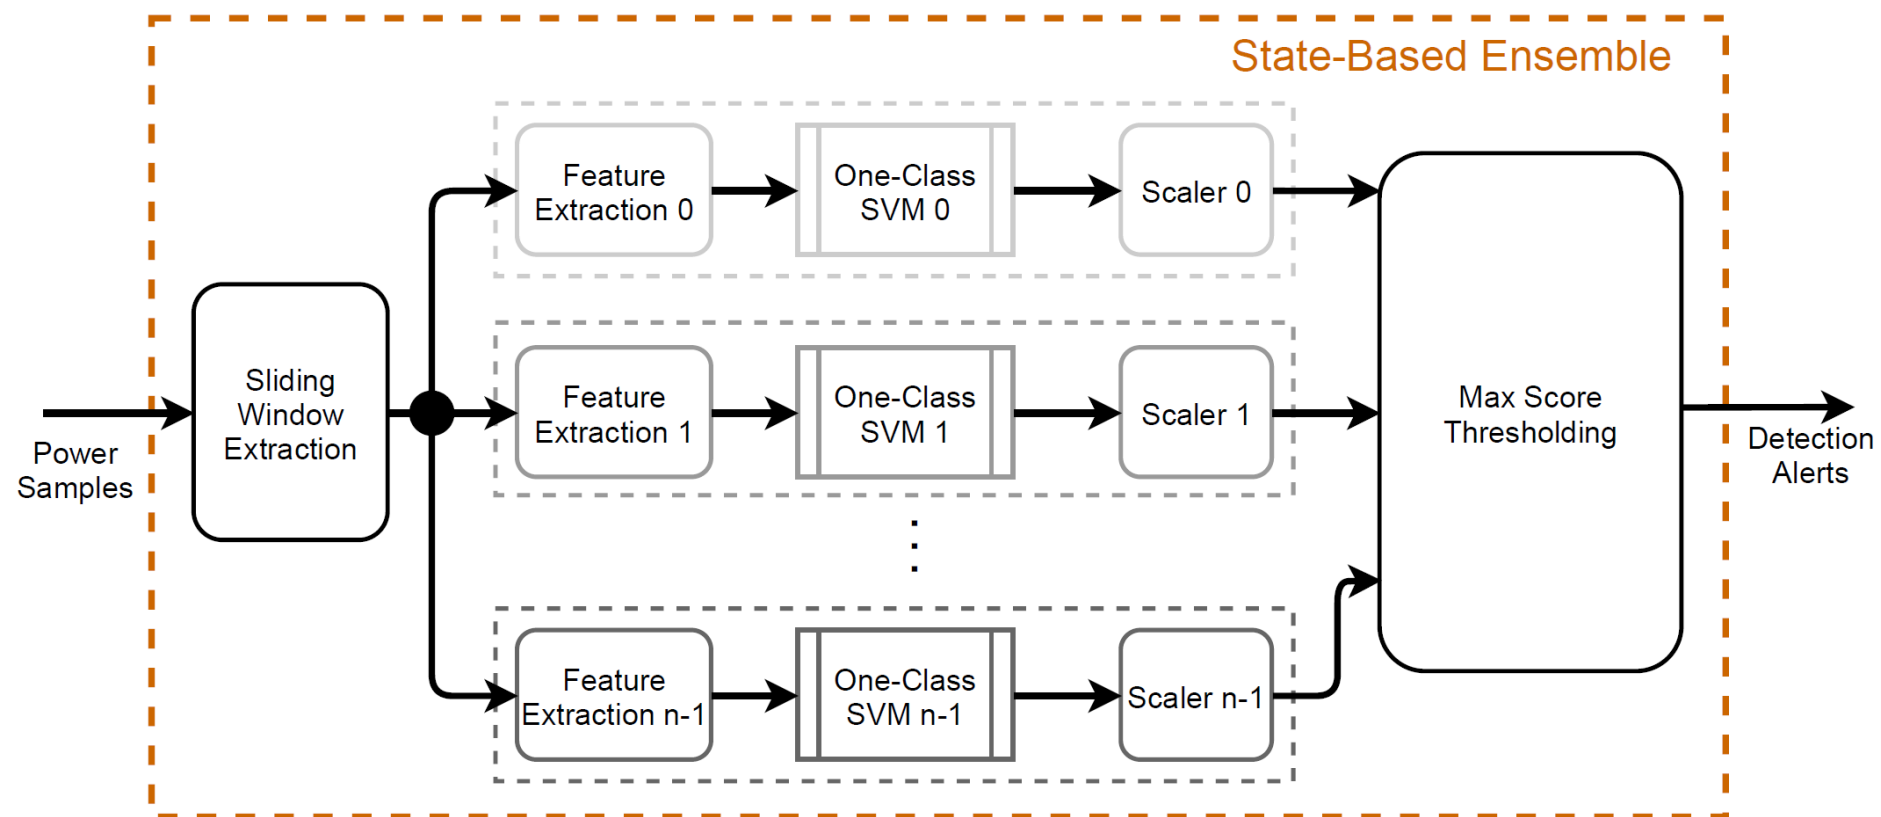 State-Based Ensemble
Feature
Extraction 0
One-Class
SVM 0
Scaler 0
Sliding
Window
Extraction
Feature
Extraction 1
One-Class
SVM 1
Scaler 1
Max Score
Thresholding
Power
Samples
Detection
Alerts
Feature
Extraction n-1
One-Class
SVM n-1
Scaler n-1